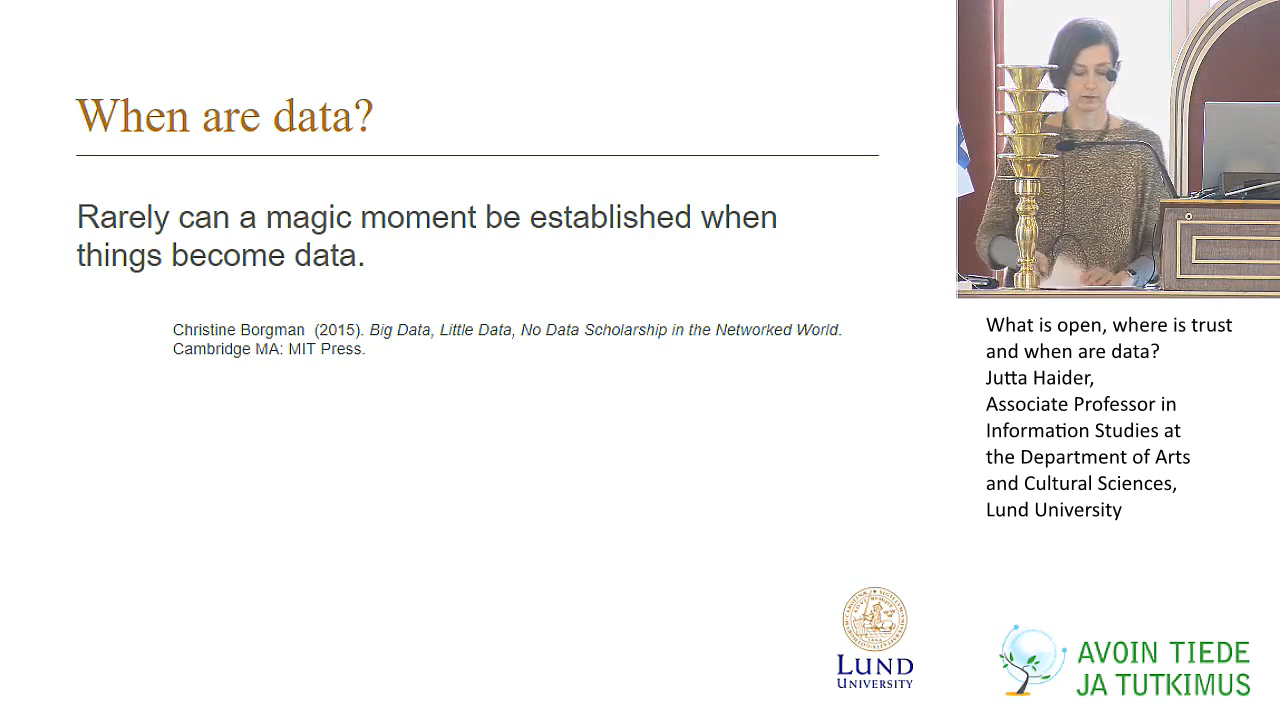 When are data?
Rarely can a magic moment be established when
things become data.
Christine Borgman (2015). Big Data, Little Data, No Data Scholarship in the Networked World.
Cambridge MA: MIT Press.
What is open, where is trust
and when are data?
Jutta Haider,
Associate Professor in
Information Studies at
the Department of Arts
and Cultural Sciences,
Lund University
LUND
UNIVERSITY
AVOIN TIEDE
JA TUTKIMUS